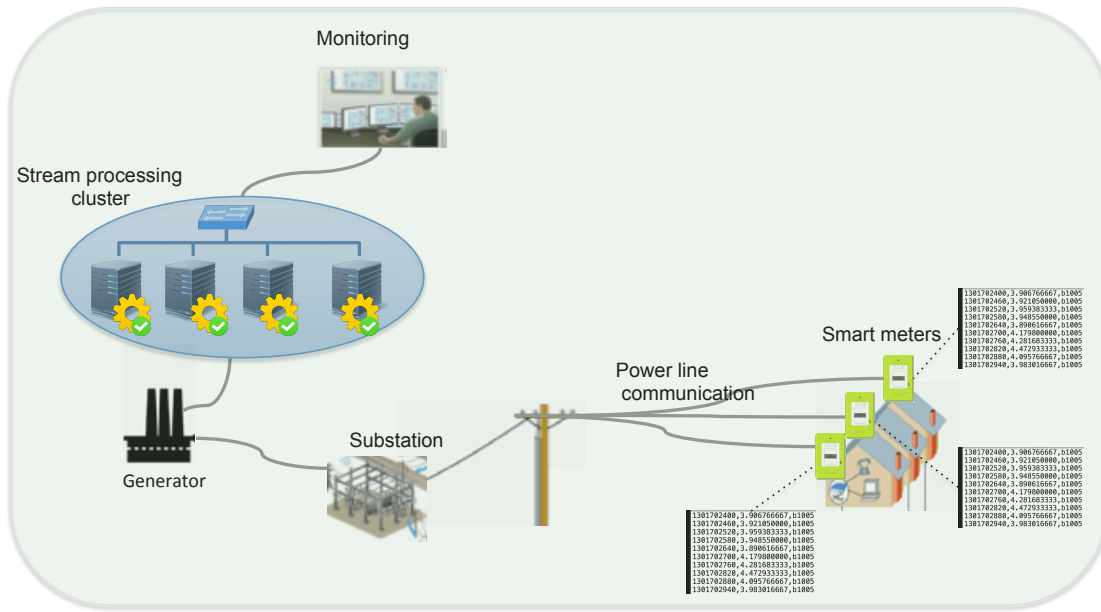 Monitoring
Stream processing
cluster
Smart meters
1301702400,3.906766667,b1005
1301702460,3.921050000,b1005
1301702520,3.959383333,b1005
1301702580,3.948550000,b1005
1301702640,3.890616667,b1005
1301702700,4.179800000,b1005
1301702760,4.281683333,b1005
1301702820,4.472933333,b1005
1301702880,4.095766667,b1005
1301702940,3.983016667,b1005
Power line
communication
Substation
Generator
1301702400,3.906766667,b1005
1301702460,3.921050000,b1005
1301702520,3.959383333,b1005
1301702580,3.948550000,b1005
1301702640,3.890616667,b1005
1301702700,4.179800000,b1005
1301702760,4.281683333,b1005
1301702820,4.472933333,b1005
1301702880,4.095766667,b1005
1301702940,3.983016667,b1005
1301702400,3.906766667,b1005
1301702460,3.921050000,b1005
1301702520,3.959383333,b1005
1301702580,3.948550000,b1005
1301702640,3.890616667,b1005
1301702700,4.179800000,b1005
1301702760,4.281683333,b1005
1301702820,4.472933333,b1005
1301702880,4.095766667,b1005
1301702940,3.983016667,b1005